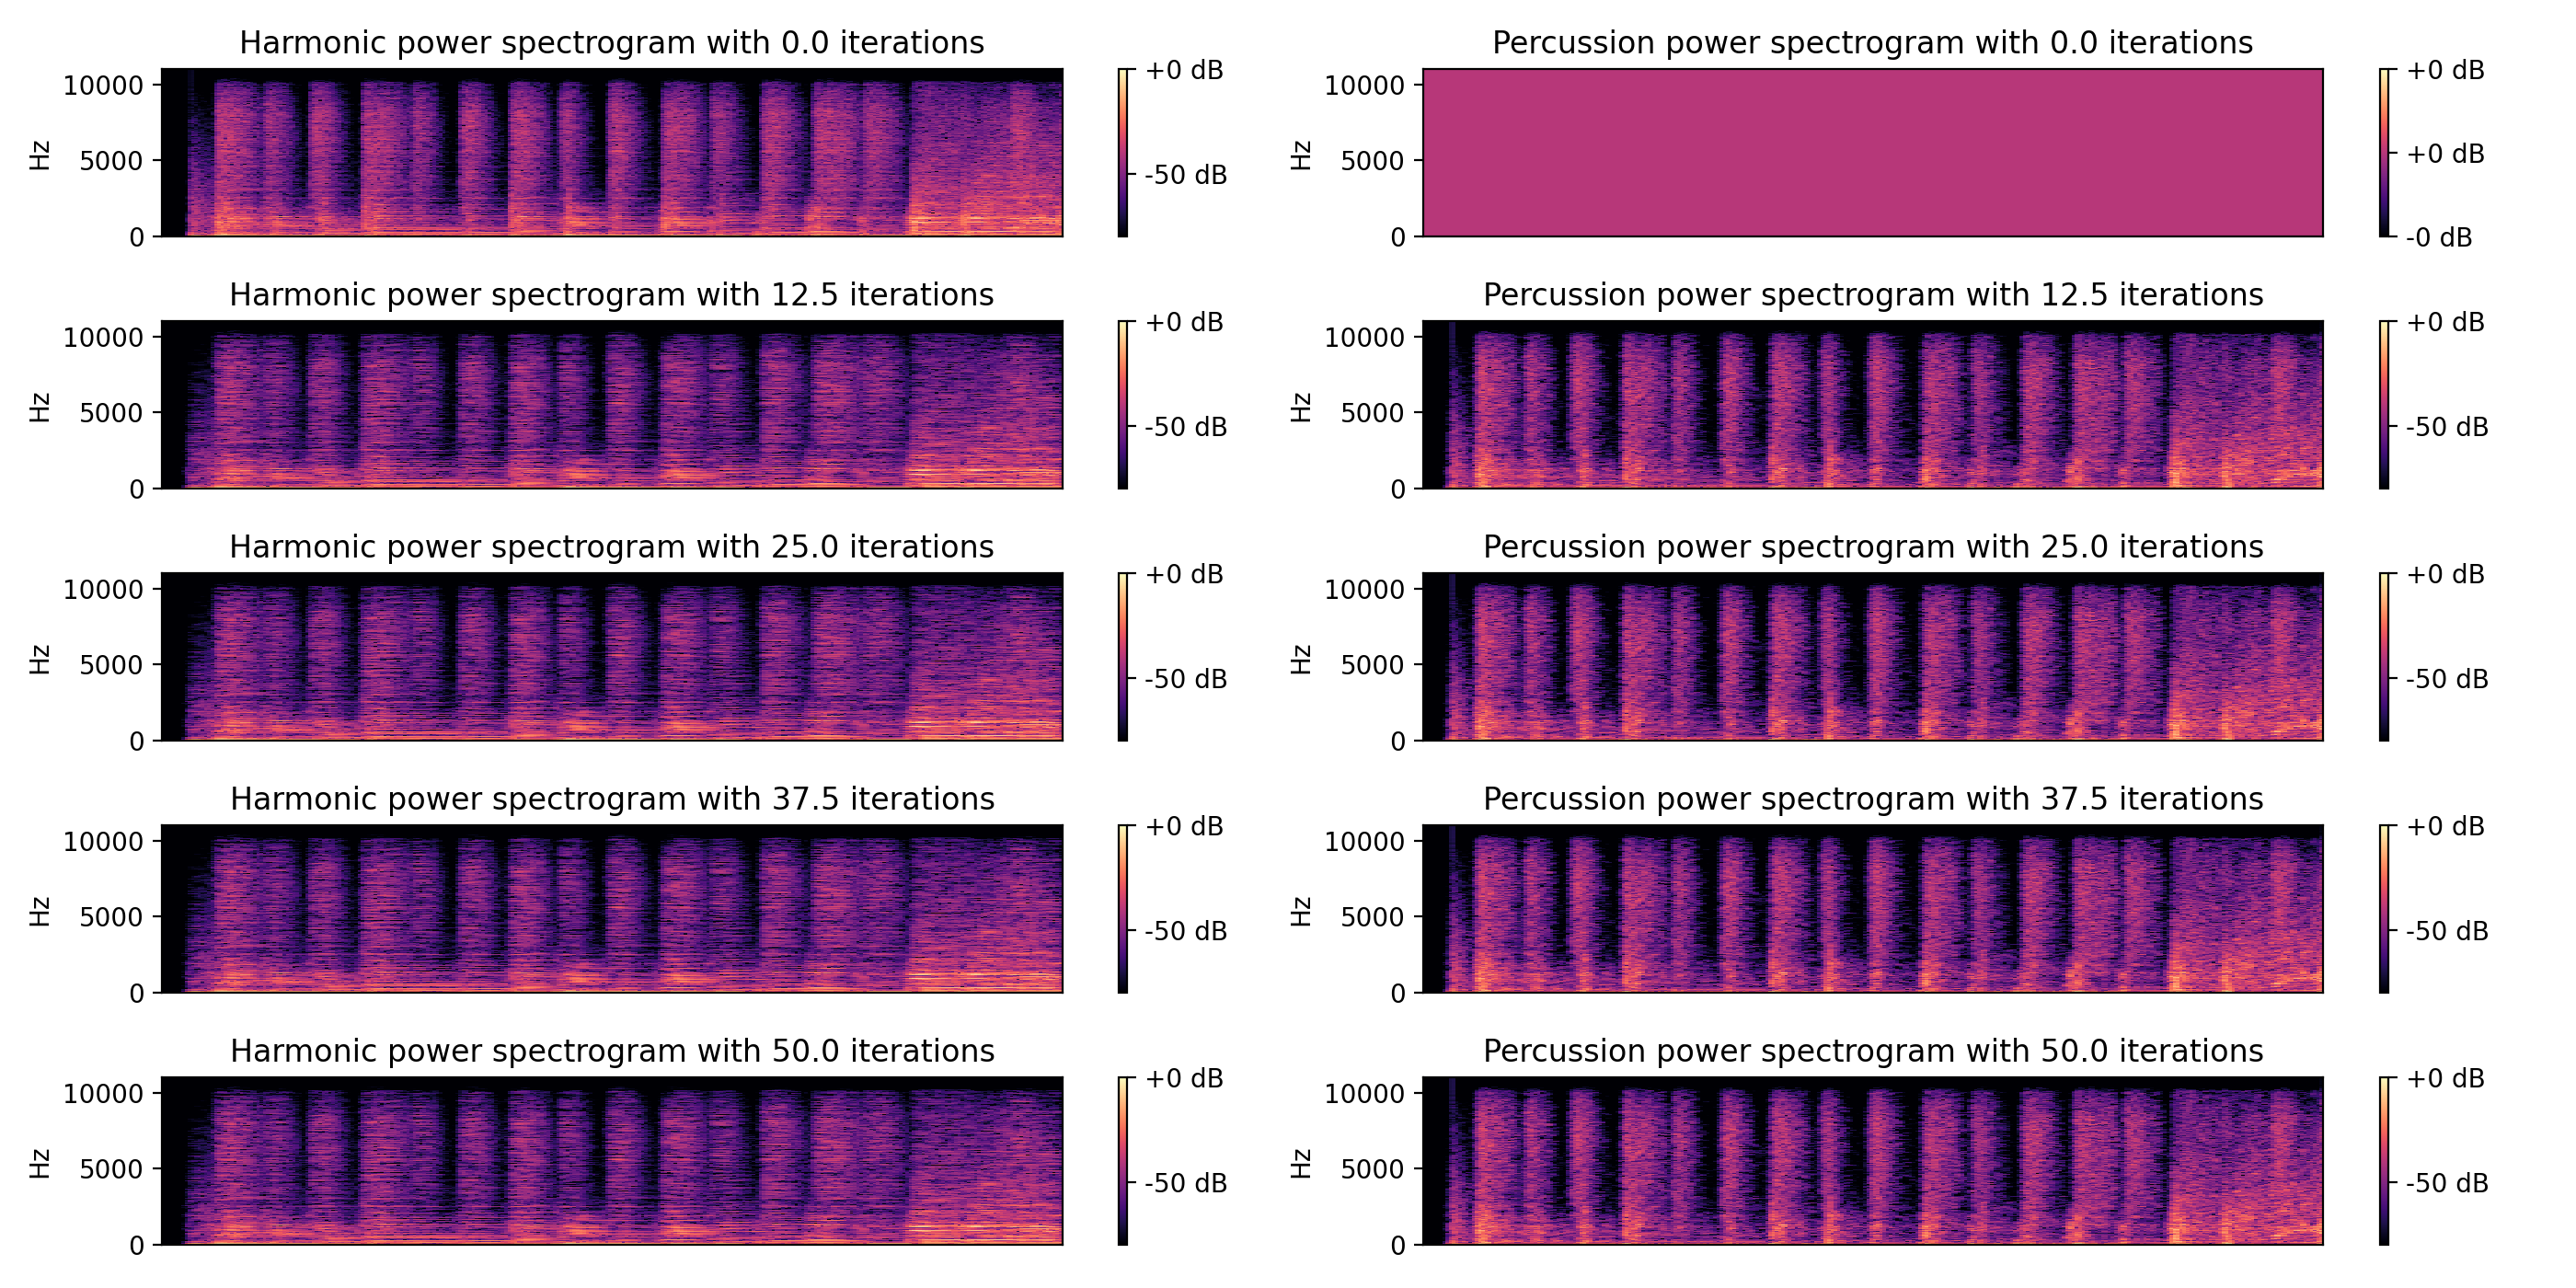 Harmonic power spectrogram with 0.0 iterations
10000
5000
0
Hz
+0 dB
-50 dB
Percussion power spectrogram with 0.0 iterations
10000
5000
0
Hz
+0 dB
+0 dB
-0 dB
Harmonic power spectrogram with 12.5 iterations
10000
5000
0
Hz
+0 dB
-50 dB
Percussion power spectrogram with 12.5 iterations
10000
5000
0
Hz
+0 dB
-50 dB
Harmonic power spectrogram with 25.0 iterations
10000
5000
0
Hz
+0 dB
-50 dB
Percussion power spectrogram with 25.0 iterations
10000
5000
0
Hz
+0 dB
-50 dB
Harmonic power spectrogram with 37.5 iterations
10000
5000
0
Hz
+0 dB
-50 dB
Percussion power spectrogram with 37.5 iterations
10000
5000
0
Hz
+0 dB
-50 dB
Harmonic power spectrogram with 50.0 iterations
10000
5000
0
Hz
+0 dB
-50 dB
Percussion power spectrogram with 50.0 iterations
10000
5000
0
Hz
+0 dB
-50 dB